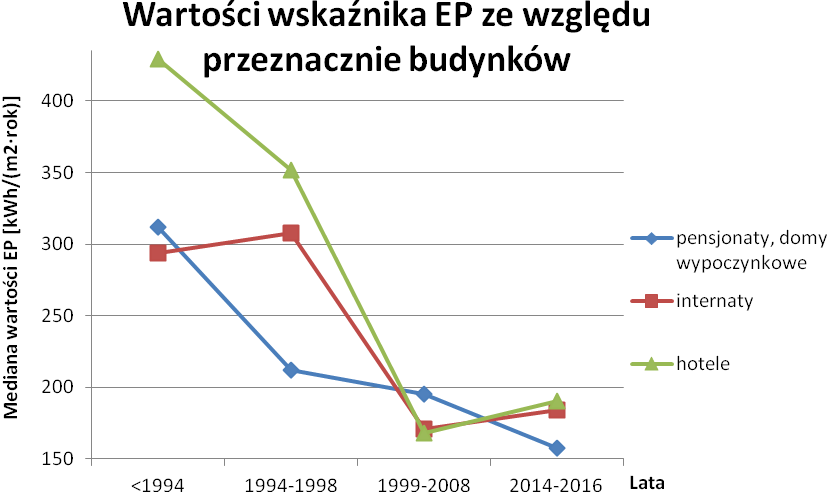 Wartości wskaźnika EP ze względu
przeznacznie budynków
Mediana wartości EP [kWh/(m2·rok)]
400
350
300
250
200
150
<1994
1994-1998
1999-2008
2014-2016
Lata
pensjonaty, domy
wypoczynkowe
internaty
hotele